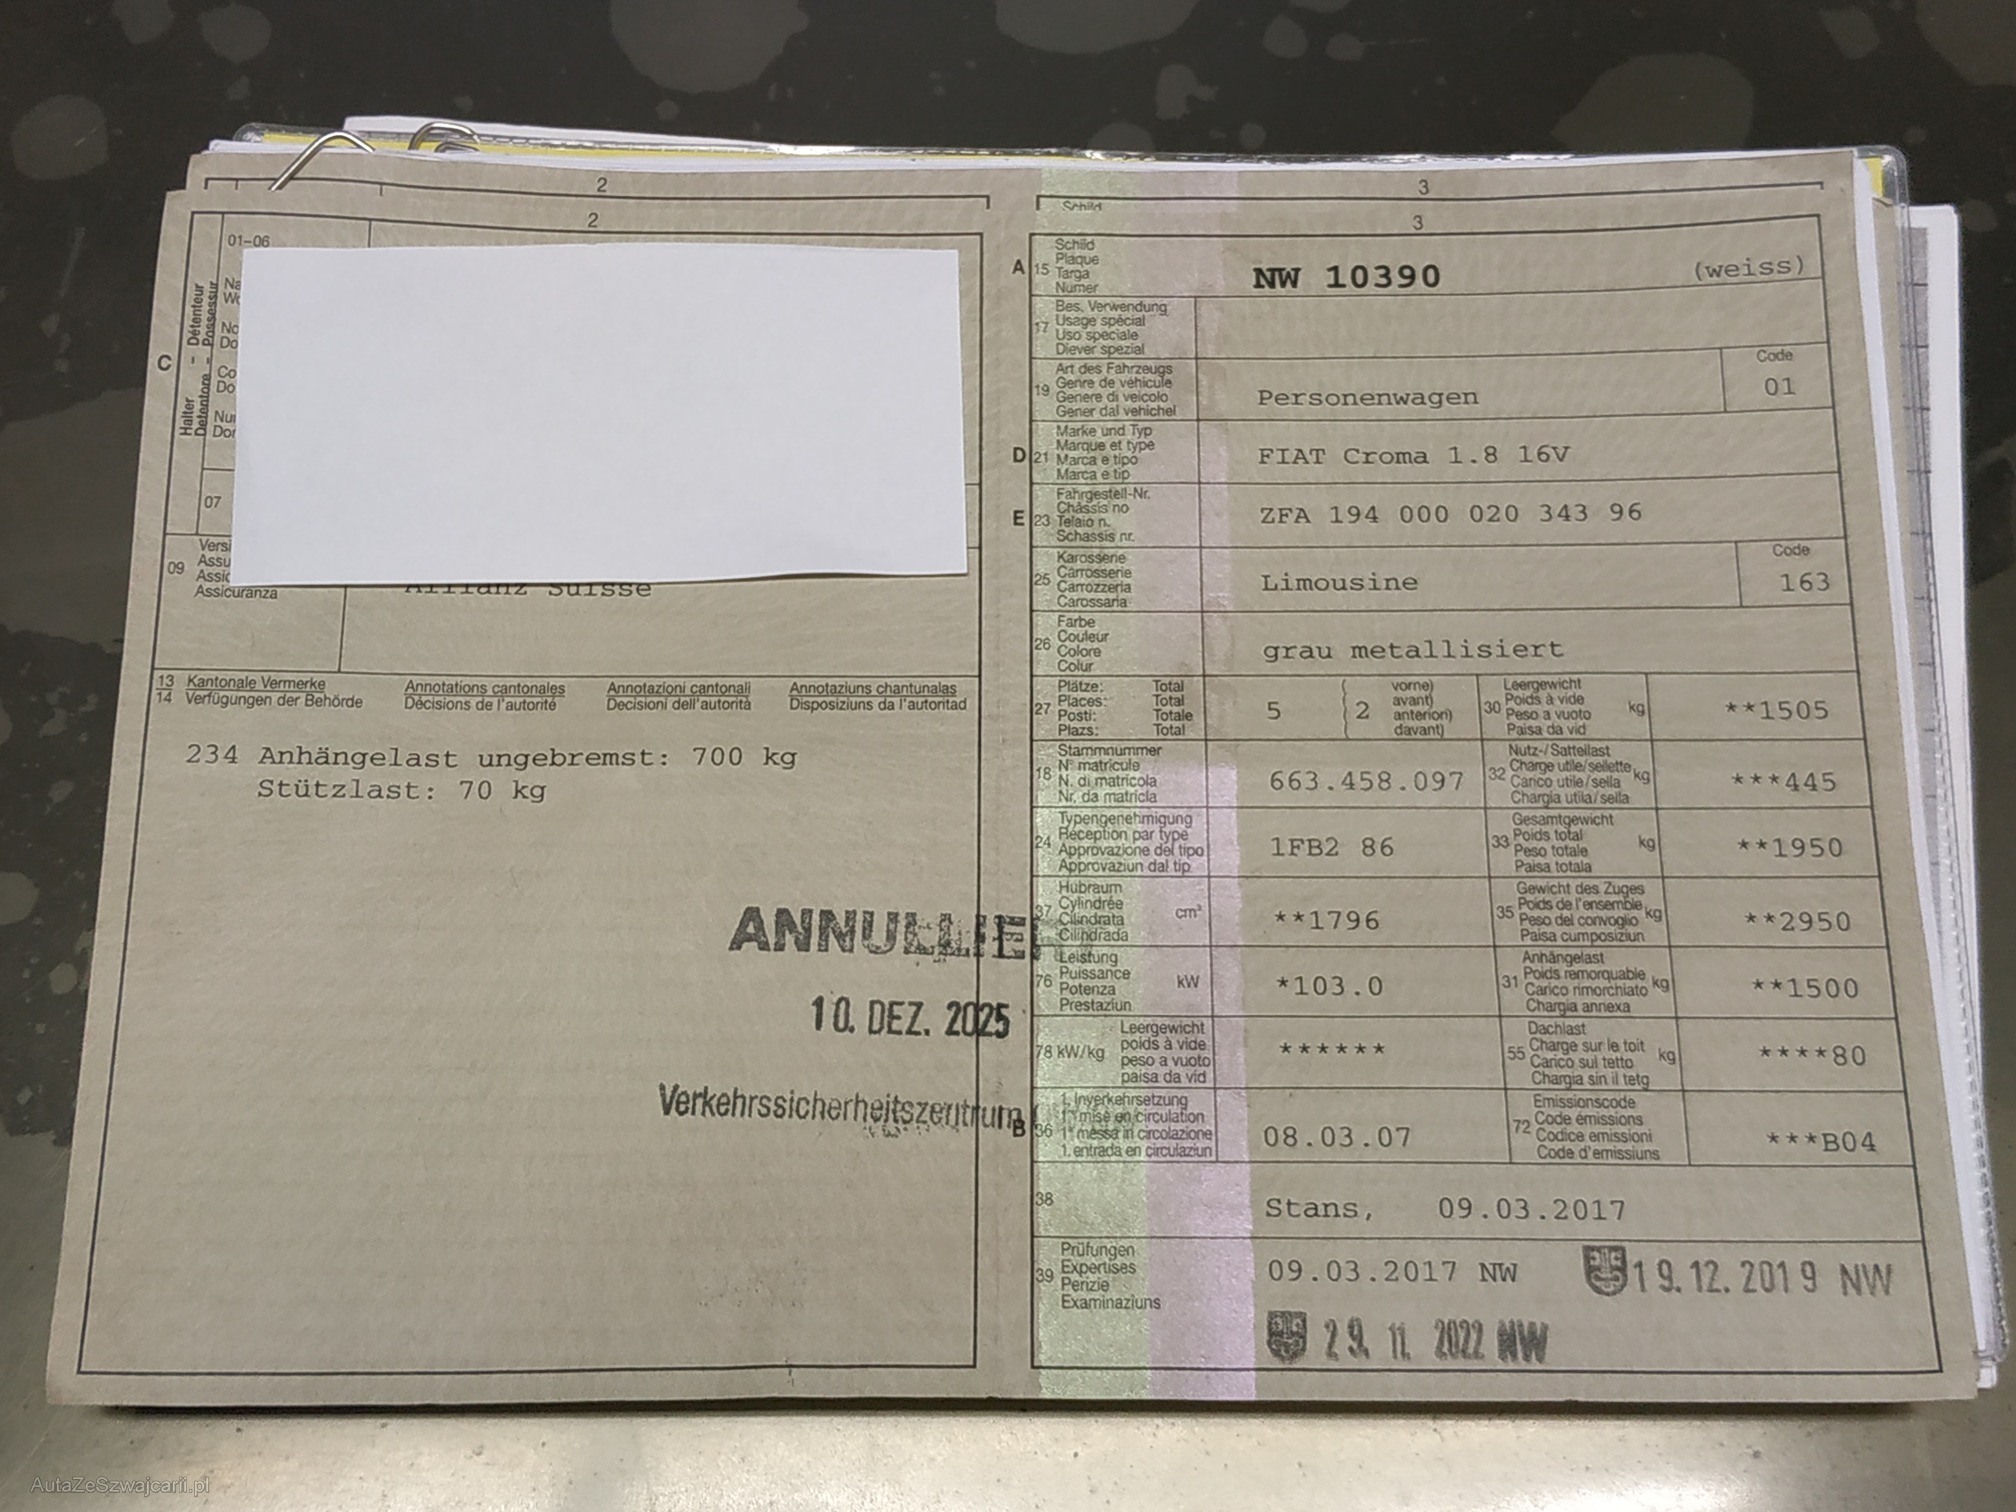 2
3
Schild
2
3
01-06
Na
Wo
No
Do
Co
Do
Nu
Do
C
Halter - Détenteur
Detentore - Possessur
07
09
Versi
Assu
Assic
Assicuranza
Allianz Suisse
13 Kantonale Vermerke
14 Verfügungen der Behörde
Annotations cantonales
Décisions de l'autorité
Annotazioni cantonali
Decisioni dell'autorità
Annotaziuns chantunalas
Disposiziuns da l'autoritad
234 Anhängelast ungebremst: 700 kg
Stützlast: 70 kg
ANNULLIE
10. DEZ. 2025
Verkehrssicherheitszentrum
A 15
Schild
Plaque
Targa
Numer
NW 10390 (weiss)
17
Bes. Verwendung
Usage spécial
Uso speciale
Diever spezial
19
Art des Fahrzeugs
Genre de véhicule
Genere di veicolo
Gener dal vehichel
Personenwagen
Code
01
D 21
Marke und Typ
Marque et type
Marca e tipo
Marca e tip
FIAT Croma 1.8 16V
E 23
Fahrgestell-Nr.
Châssis no
Telaio n.
Schassis nr.
ZFA 194 000 020 343 96
25
Karosserie
Carrosserie
Carrozzeria
Carossaria
Limousine
Code
163
26
Farbe
Couleur
Colore
Colur
grau metallisiert
27
Plätze: Total
Places: Total
Posti: Totale
Plazs: Total
5 2
vorne)
avant)
anteriori)
davant)
30
Leergewicht
Poids à vide
Peso a vuoto
Paisa da vid
kg
**1505
18
Stammnummer
N° matricule
N. di matricola
Nr. da matricla
663.458.097
32
Nutz-/Sattellast
Charge utile/sellette
Carico utile/sella
Chargia utila/sella
kg
***445
24
Typengenehmigung
Réception par type
Approvazione del tipo
Approvaziun dal tip
1FB2 86
33
Gesamtgewicht
Poids total
Peso totale
Paisa totala
kg
**1950
37
Hubraum
Cylindrée
Cilindrata
Cilindrada
cm³
**1796
35
Gewicht des Zuges
Poids de l'ensemble
Peso del convoglio
Paisa cumposiziun
kg
**2950
76
Leistung
Puissance
Potenza
Prestaziun
kW
*103.0
31
Anhängelast
Poids remorquable
Carico rimorchiato
Chargia annexa
kg
**1500
78 kW/kg
Leergewicht
poids à vide
peso a vuoto
paisa da vid
******
55
Dachlast
Charge sur le toit
Carico sul tetto
Chargia sin il tetg
kg
****80
B 36
1. Inverkehrsetzung
1re mise en circulation
1a messa in circolazione
1. entrada en circulaziun
08.03.07
72
Emissionscode
Code émissions
Codice emissioni
Code d'emissiuns
***B04
38
Stans, 09.03.2017
39
Prüfungen
Expertises
Perizie
Examinaziuns
09.03.2017 NW 19.12.2019 NW
29. 11. 2022 NW
AutaZeSzwajcarii.pl